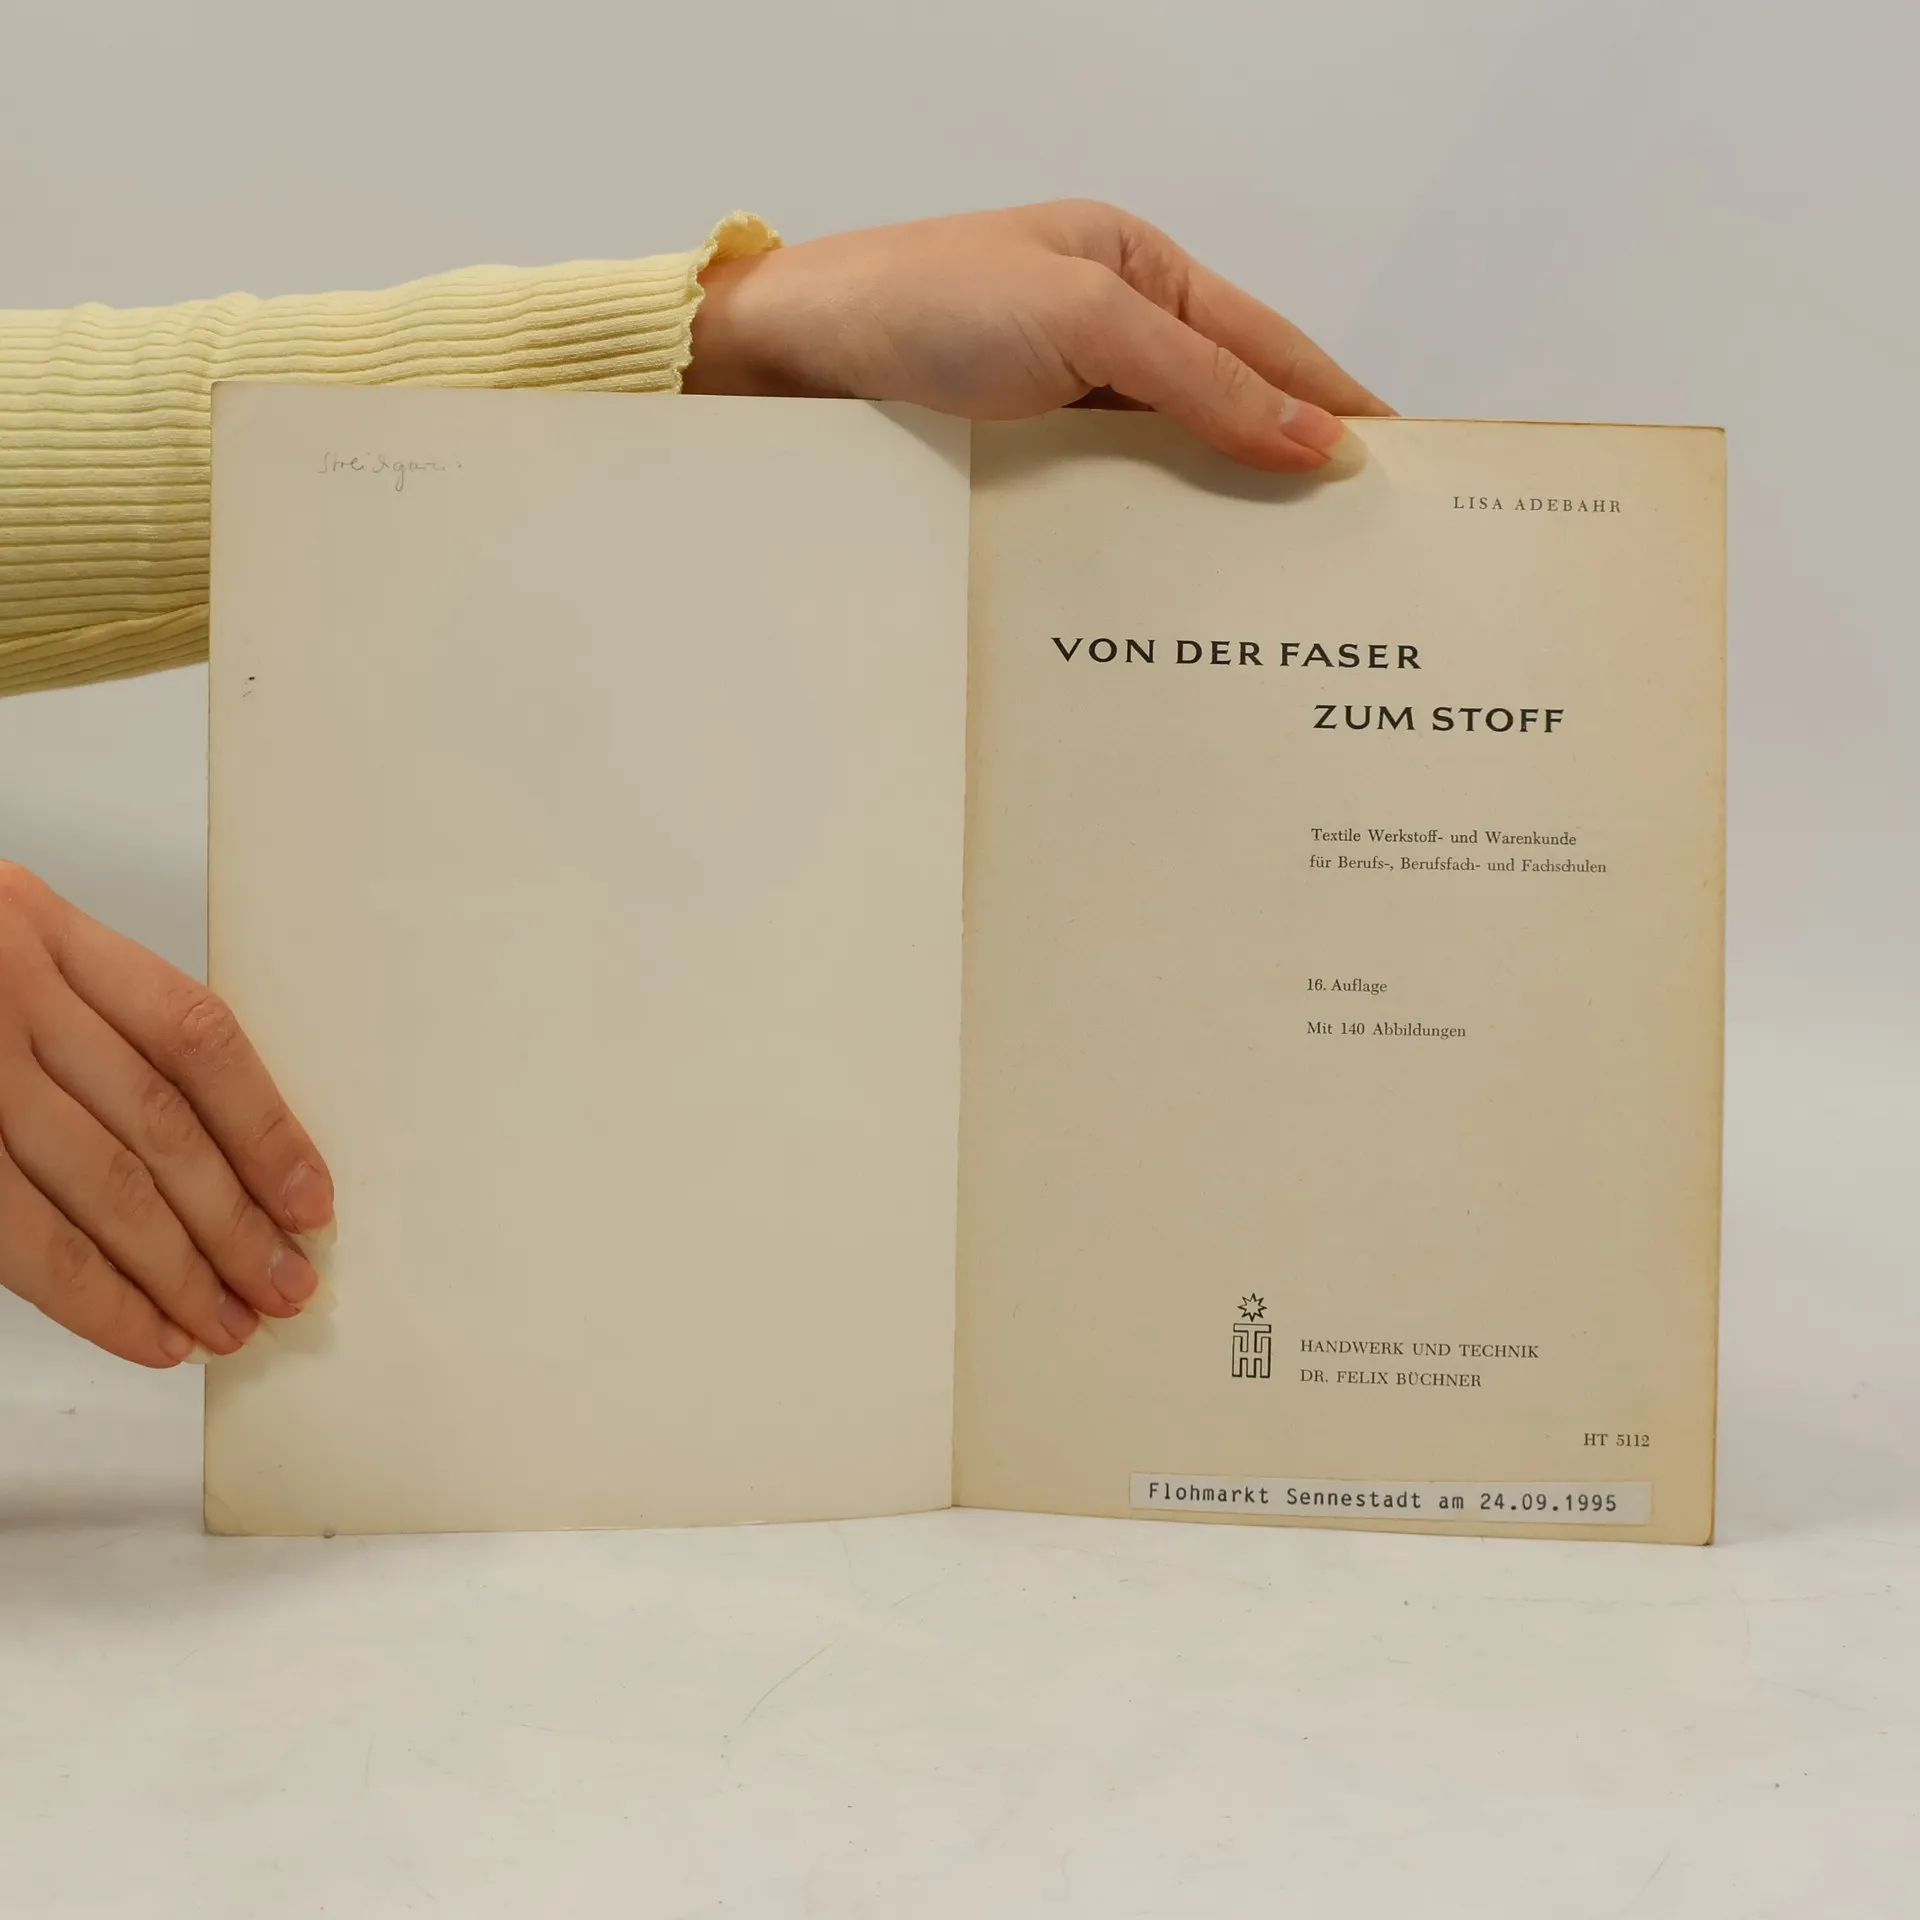 Streichgarn:
LISA ADEBAHR
VON DER FASER
ZUM STOFF
Textile Werkstoff- und Warenkunde
für Berufs-, Berufsfach- und Fachschulen
16. Auflage
Mit 140 Abbildungen
HANDWERK UND TECHNIK
DR. FELIX BÜCHNER
HT 5112
Flohmarkt Sennestadt am 24.09.1995